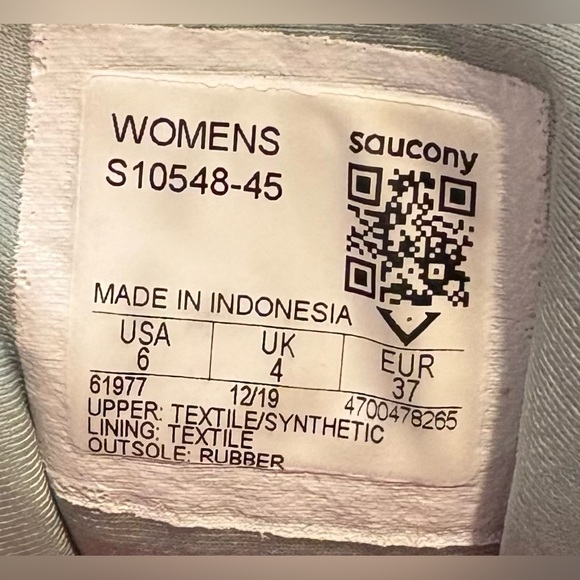 WOMENS
S10548-45
saucony
MADE IN INDONESIA
USA UK EUR
6 4 37
61977 12/19 4700478265
UPPER: TEXTILE/SYNTHETIC
LINING: TEXTILE
OUTSOLE: RUBBER